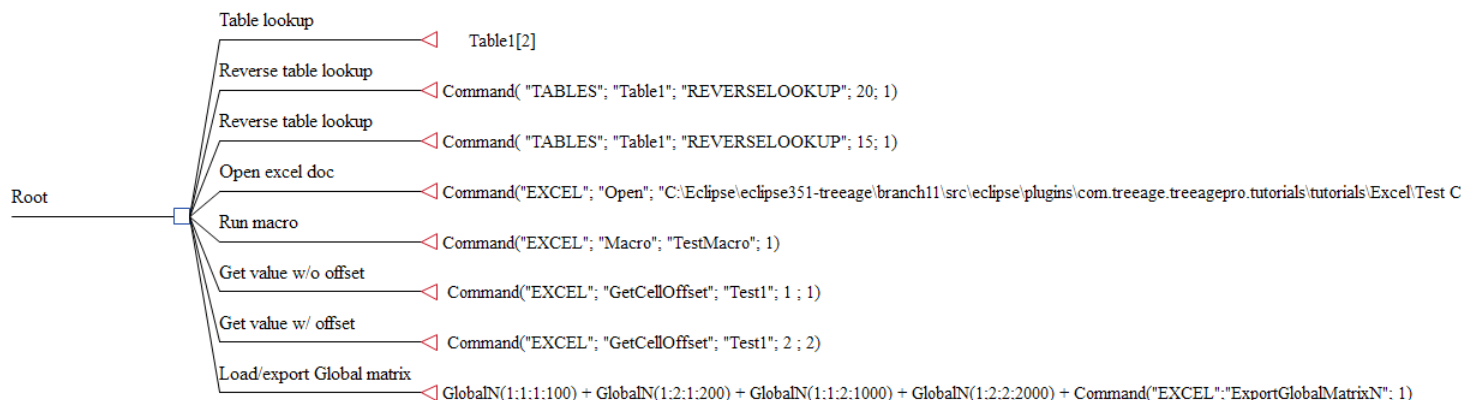 Table lookup
Table1[2]
Reverse table lookup
Command( "TABLES"; "Table1"; "REVERSELOOKUP"; 20; 1)
Reverse table lookup
Command( "TABLES"; "Table1"; "REVERSELOOKUP"; 15; 1)
Open excel doc
Command("EXCEL"; "Open"; "C:\Eclipse\eclipse351-treeage\branch11\src\eclipse\plugins\com.treeage.treeagepro.tutorials\tutorials\Excel\Test C
Root
Run macro
Command("EXCEL"; "Macro"; "TestMacro"; 1)
Get value w/o offset
Command("EXCEL"; "GetCellOffset"; "Test1"; 1 ; 1)
Get value w/ offset
Command("EXCEL"; "GetCellOffset"; "Test1"; 2 ; 2)
Load/export Global matrix
GlobalN(1;1;1;100) + GlobalN(1;2;1;200) + GlobalN(1;1;2;1000) + GlobalN(1;2;2;2000) + Command("EXCEL";"ExportGlobalMatrixN"; 1)